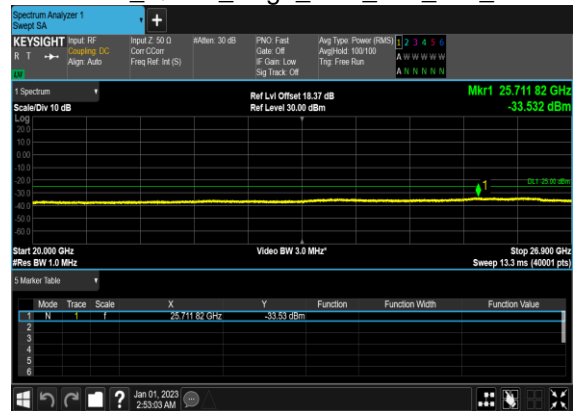 Spectrum Analyzer 1
Swept SA
+
KEYSIGHT Input: RF Input Z: 50 Ω #Atten: 30 dB PNO: Fast Avg Type: Power (RMS) 1 2 3 4 5 6
R T Coupling: DC Corr CCorr Gate: Off Avg|Hold: 100/100 A W W W W W
Align: Auto Freq Ref: Int (S) IF Gain: Low Trig: Free Run
LW Sig Track: Off A N N N N N
1 Spectrum Ref Lvl Offset 18.37 dB Mkr1 25.711 82 GHz
Scale/Div 10 dB Ref Level 30.00 dBm -33.532 dBm
Log
20.0
10.0
0.00
-10.0
-20.0
1 DL1 -25.00 dBm
-30.0
-40.0
-50.0
-60.0
Start 20.000 GHz Video BW 3.0 MHz* Stop 26.900 GHz
#Res BW 1.0 MHz Sweep 13.3 ms (40001 pts)
5 Marker Table
Mode Trace Scale X Y Function Function Width Function Value
1 N 1 f 25.711 82 GHz -33.53 dBm
2
3
4
5
6
? Jan 01, 2023
2:53:03 AM